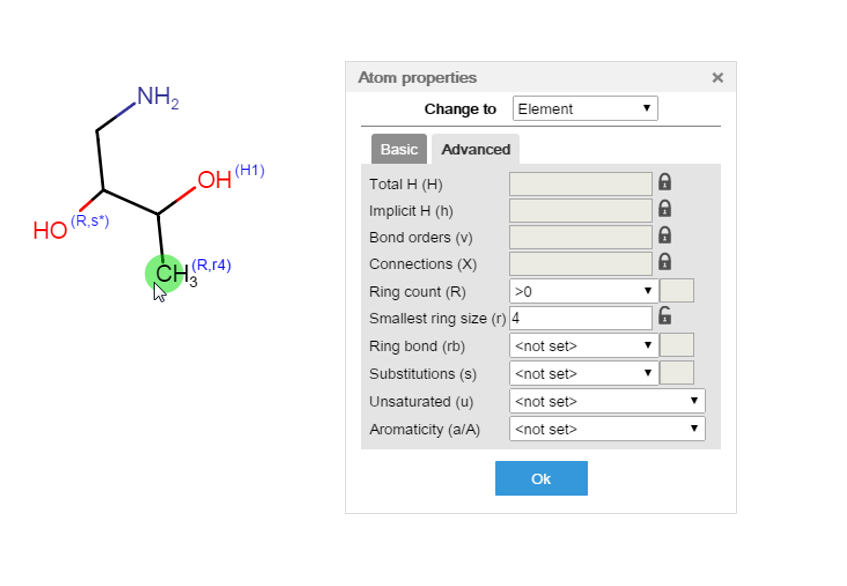 NH2
OH (H1)
HO (R,s*)
CH3 (R,r4)
Atom properties ×
Change to Element
Basic Advanced
Total H (H)
Implicit H (h)
Bond orders (v)
Connections (X)
Ring count (R) >0
Smallest ring size (r) 4
Ring bond (rb) <not set>
Substitutions (s) <not set>
Unsaturated (u) <not set>
Aromaticity (a/A) <not set>
Ok